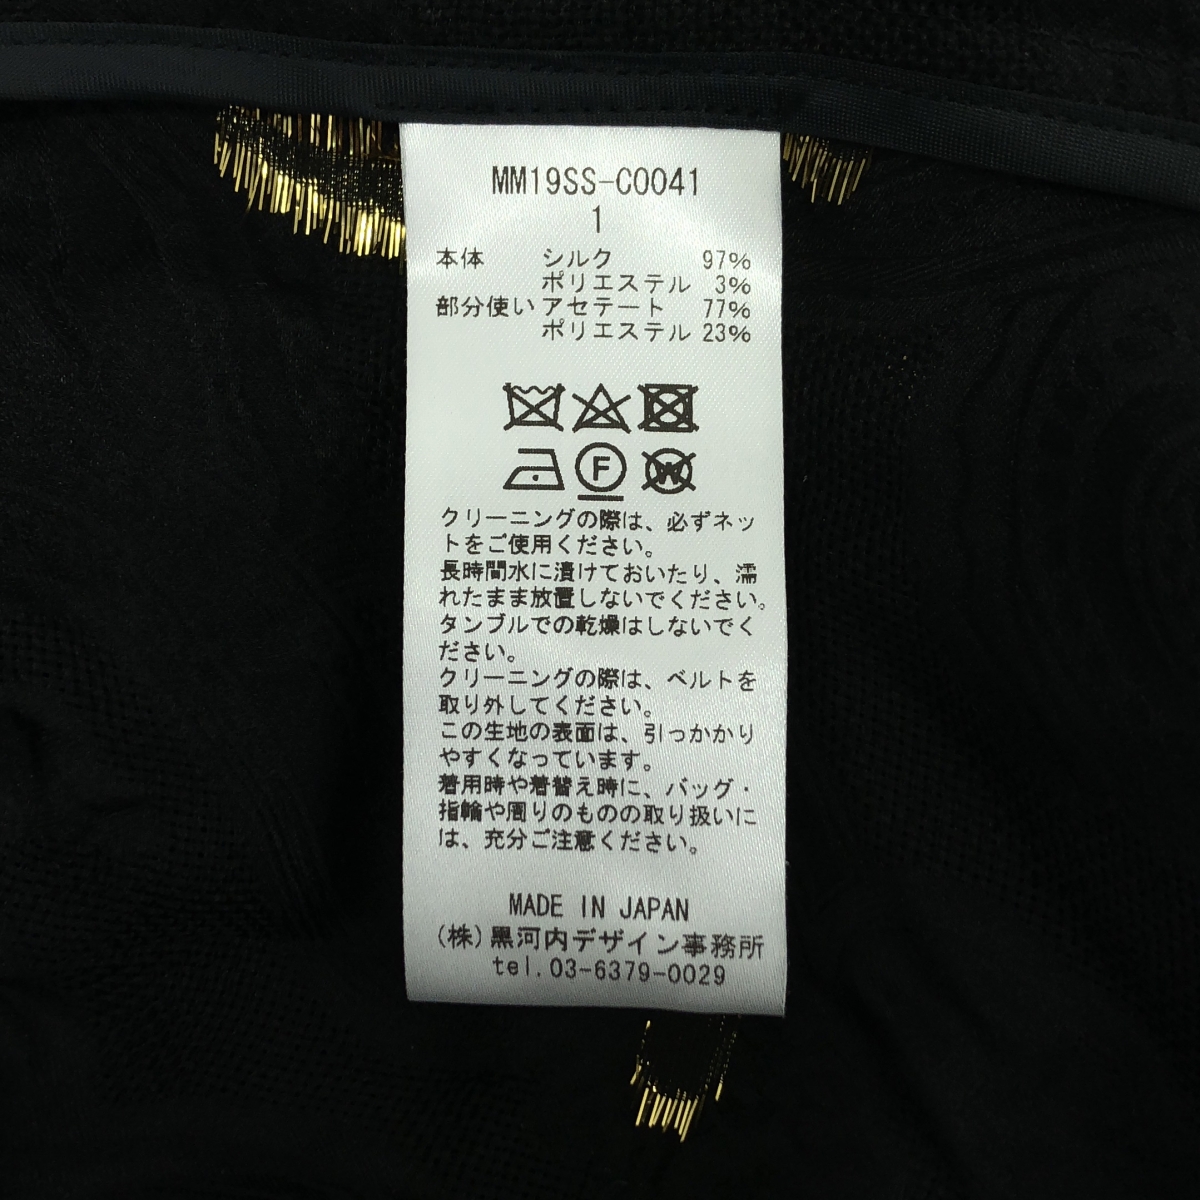 MM19SS-C0041
1
本体 シルク 97%
ポリエステル 3%
部分使い アセテート 77%
ポリエステル 23%
F W
クリーニングの際は、必ずネッ
トをご使用ください。
長時間水に漬けておいたり、濡
れたまま放置しないでください。
タンブルでの乾燥はしないでく
ださい。
クリーニングの際は、ベルトを
取り外してください。
この生地の表面は、引っかかり
やすくなっています。
着用時や着替え時に、バッグ・
指輪や周りのものの取り扱いに
は、充分ご注意ください。
MADE IN JAPAN
(株)黒河内デザイン事務所
tel.03-6379-0029